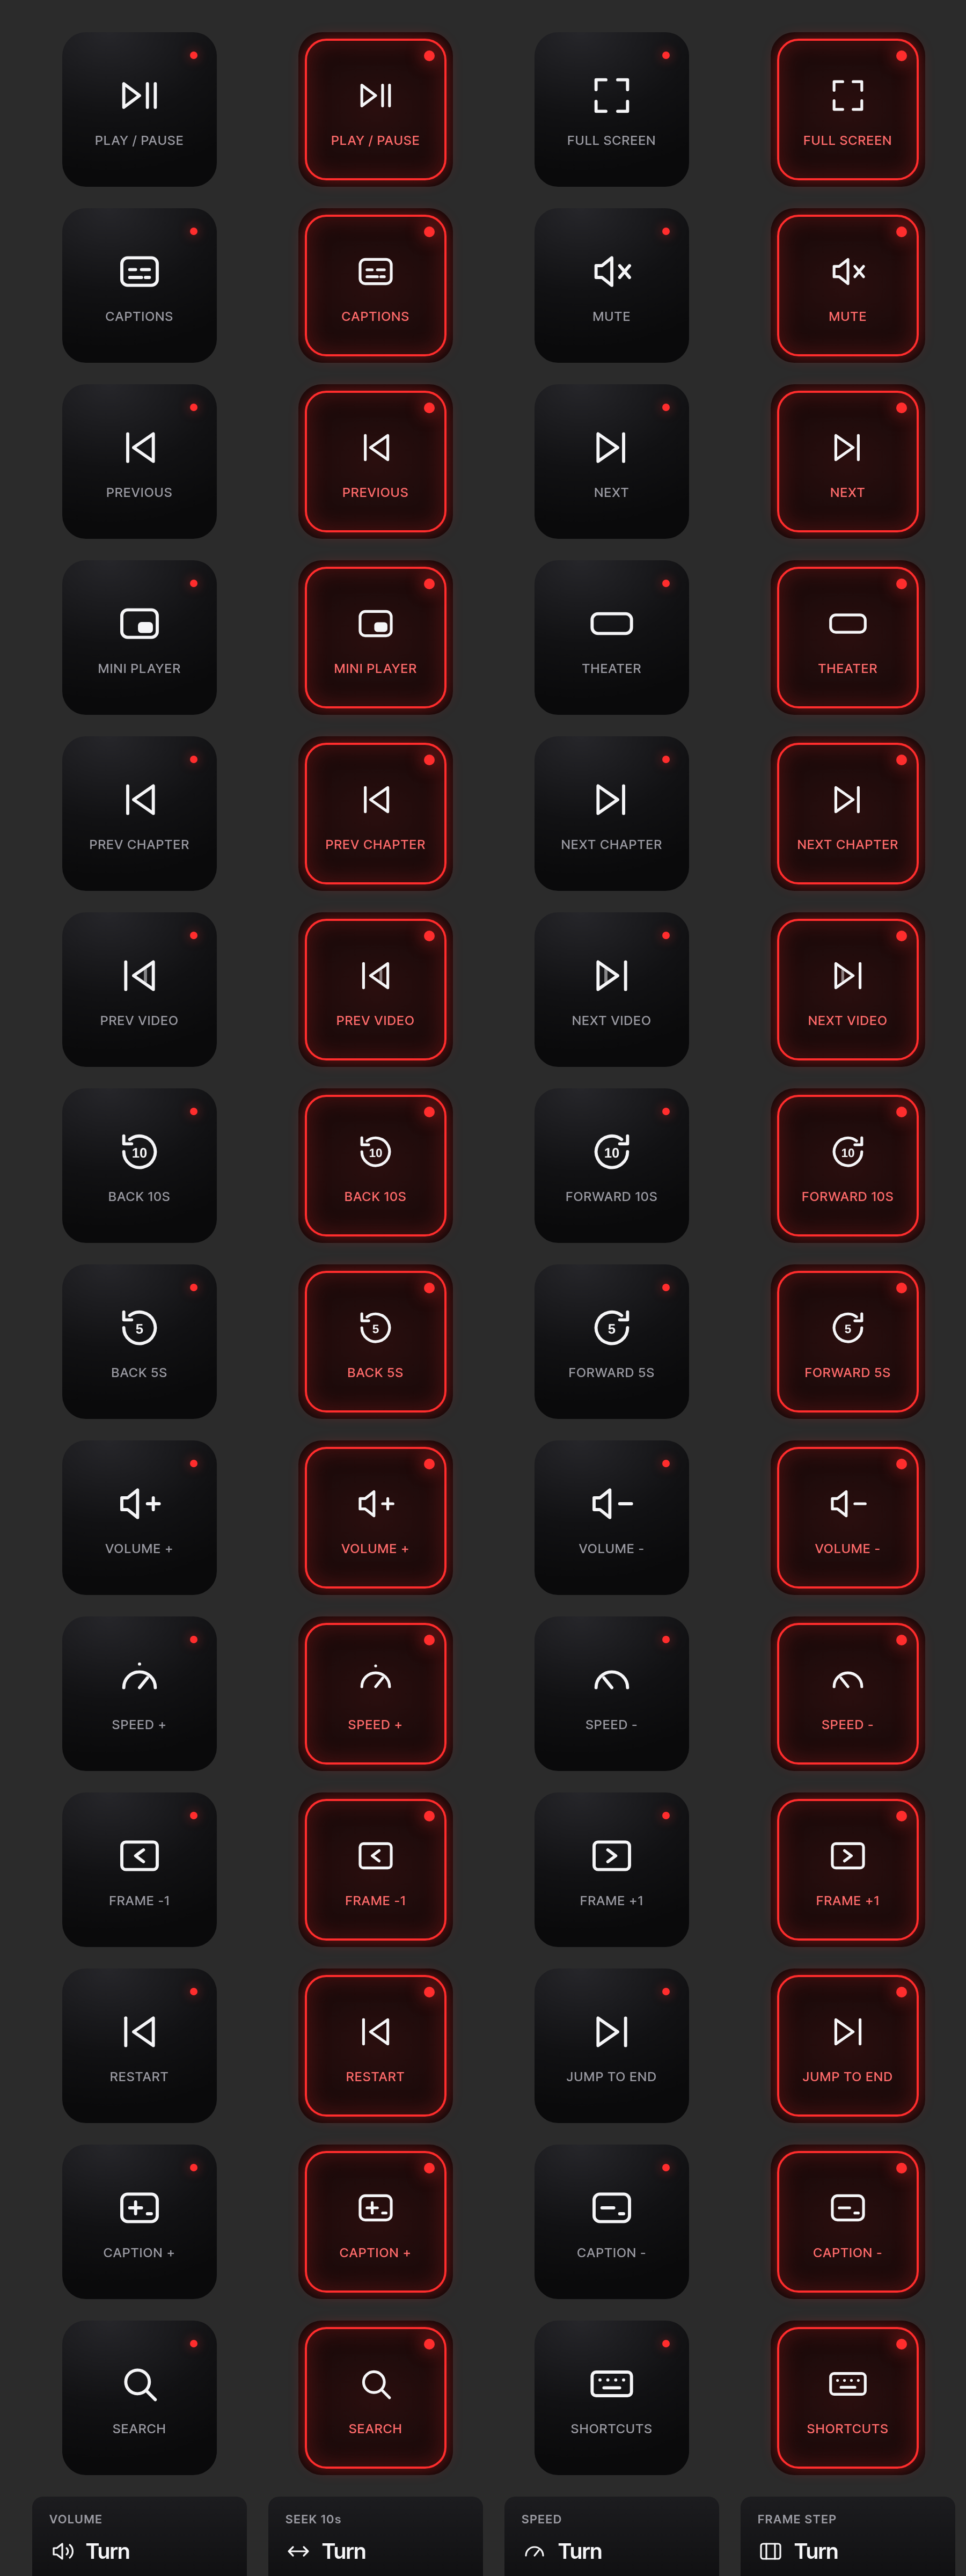 PLAY / PAUSE
PLAY / PAUSE
FULL SCREEN
FULL SCREEN
CAPTIONS
CAPTIONS
MUTE
MUTE
PREVIOUS
PREVIOUS
NEXT
NEXT
MINI PLAYER
MINI PLAYER
THEATER
THEATER
PREV CHAPTER
PREV CHAPTER
NEXT CHAPTER
NEXT CHAPTER
PREV VIDEO
PREV VIDEO
NEXT VIDEO
NEXT VIDEO
10
BACK 10S
10
BACK 10S
10
FORWARD 10S
10
FORWARD 10S
5
BACK 5S
5
BACK 5S
5
FORWARD 5S
5
FORWARD 5S
VOLUME +
VOLUME +
VOLUME -
VOLUME -
SPEED +
SPEED +
SPEED -
SPEED -
FRAME -1
FRAME -1
FRAME +1
FRAME +1
RESTART
RESTART
JUMP TO END
JUMP TO END
CAPTION +
CAPTION +
CAPTION -
CAPTION -
SEARCH
SEARCH
SHORTCUTS
SHORTCUTS
VOLUME
Turn
SEEK 10s
Turn
SPEED
Turn
FRAME STEP
Turn